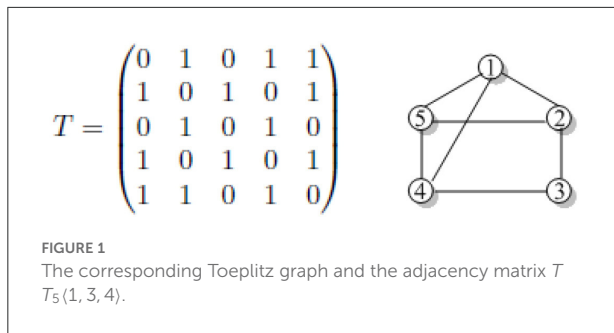 T =
0 1 0 1 1
1 0 1 0 1
0 1 0 1 0
1 0 1 0 1
1 1 0 1 0
1
5 2
4 3
FIGURE 1
The corresponding Toeplitz graph and the adjacency matrix T
T₅⟨1, 3, 4⟩.